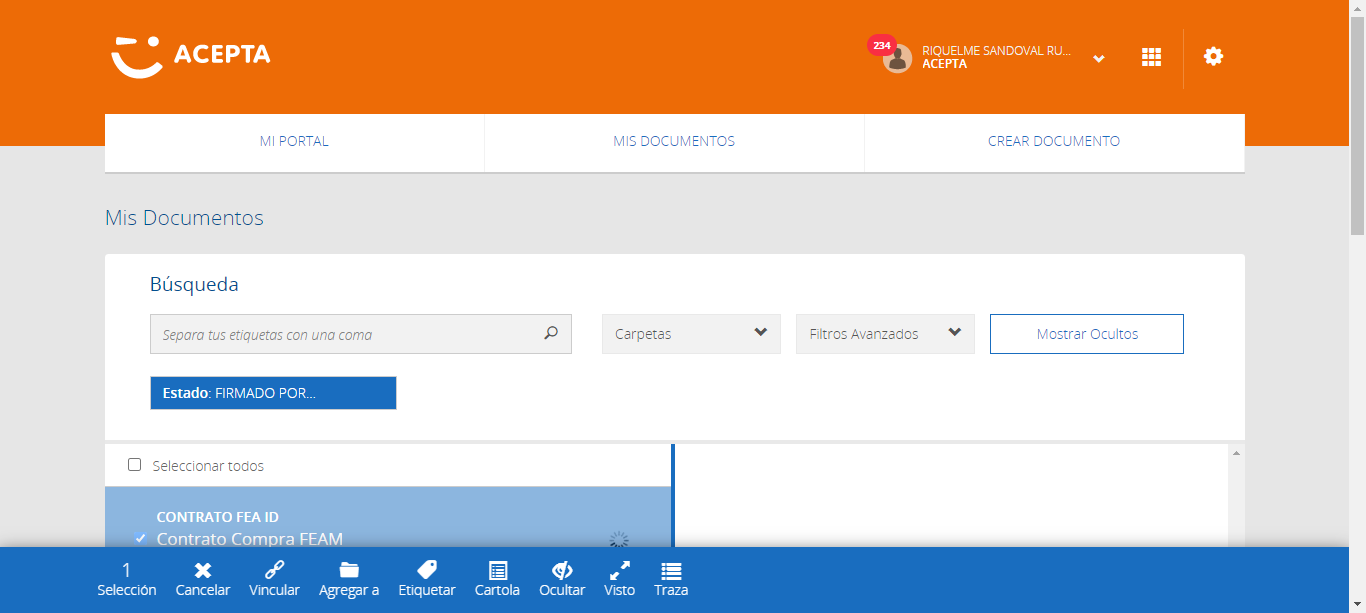 ACEPTA
234
RIQUELME SANDOVAL RU...
ACEPTA
MI PORTAL
MIS DOCUMENTOS
CREAR DOCUMENTO
Mis Documentos
Búsqueda
Separa tus etiquetas con una coma
Carpetas
Filtros Avanzados
Mostrar Ocultos
Estado: FIRMADO POR...
Seleccionar todos
CONTRATO FEA ID
Contrato Compra FEAM
1
Selección
Cancelar
Vincular
Agregar a
Etiquetar
Cartola
Ocultar
Visto
Traza